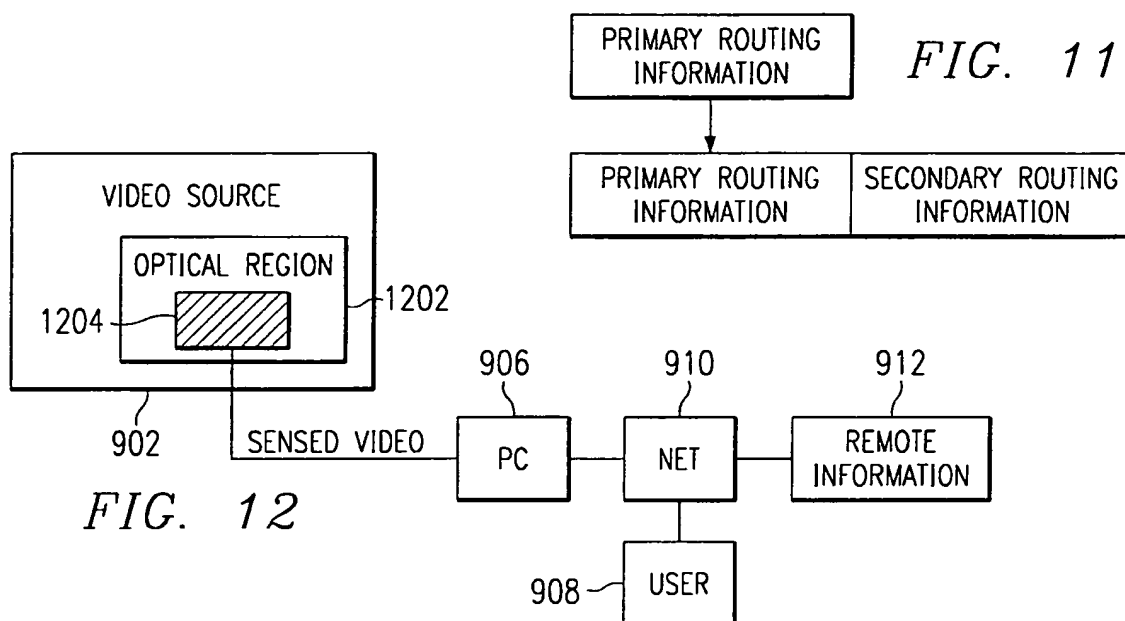 PRIMARY ROUTING
INFORMATION
FIG. 11
PRIMARY ROUTING
INFORMATION
SECONDARY ROUTING
INFORMATION
VIDEO SOURCE
OPTICAL REGION
1204
1202
902
SENSED VIDEO
906
PC
910
NET
912
REMOTE
INFORMATION
908
USER
FIG. 12